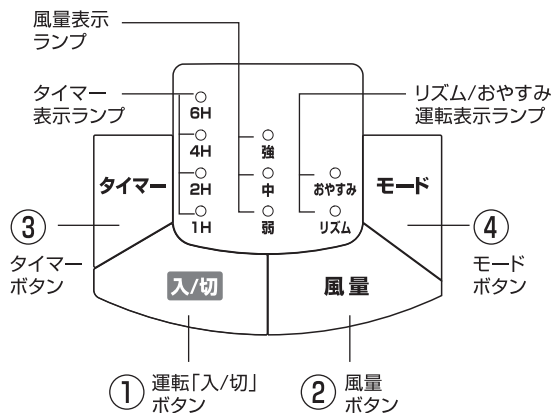 風量表示
ランプ
タイマー
表示ランプ
リズム/おやすみ
運転表示ランプ
6H
4H
2H
1H
強
中
弱
おやすみ
リズム
タイマー
モード
③
タイマー
ボタン
④
モード
ボタン
入/切
風量
① 運転「入/切」
ボタン
② 風量
ボタン